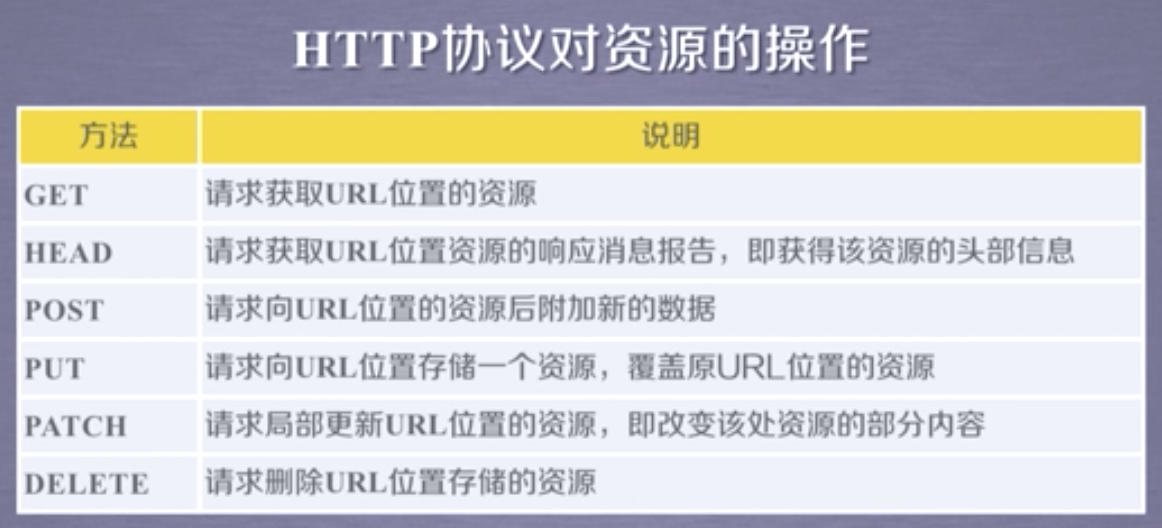 HTTP协议对资源的操作
方法 说明
GET 请求获取URL位置的资源
HEAD 请求获取URL位置资源的响应消息报告，即获得该资源的头部信息
POST 请求向URL位置的资源后附加新的数据
PUT 请求向URL位置存储一个资源，覆盖原URL位置的资源
PATCH 请求局部更新URL位置的资源，即改变该处资源的部分内容
DELETE 请求删除URL位置存储的资源